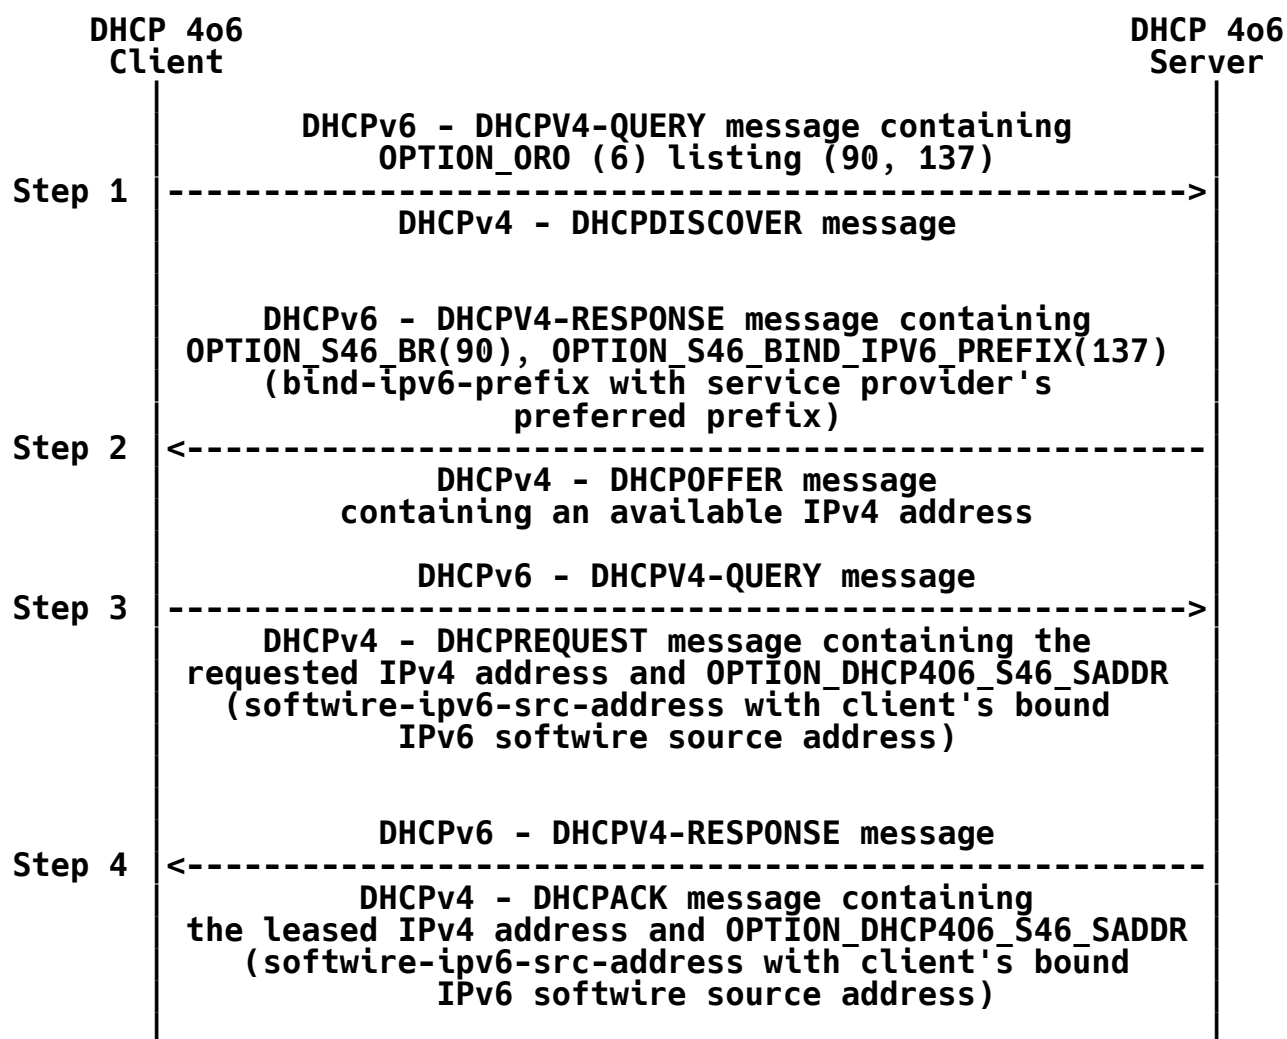 DHCP 4o6 DHCP 4o6
Client Server
DHCPv6 - DHCPV4-QUERY message containing
OPTION_ORO (6) listing (90, 137)
Step 1 |----------------------------------------------------->|
DHCPv4 - DHCPDISCOVER message
DHCPv6 - DHCPV4-RESPONSE message containing
OPTION_S46_BR(90), OPTION_S46_BIND_IPV6_PREFIX(137)
(bind-ipv6-prefix with service provider's
preferred prefix)
Step 2 |<-----------------------------------------------------|
DHCPv4 - DHCPOFFER message
containing an available IPv4 address
DHCPv6 - DHCPV4-QUERY message
Step 3 |----------------------------------------------------->|
DHCPv4 - DHCPREQUEST message containing the
requested IPv4 address and OPTION_DHCP4O6_S46_SADDR
(softwire-ipv6-src-address with client's bound
IPv6 softwire source address)
DHCPv6 - DHCPV4-RESPONSE message
Step 4 |<-----------------------------------------------------|
DHCPv4 - DHCPACK message containing
the leased IPv4 address and OPTION_DHCP4O6_S46_SADDR
(softwire-ipv6-src-address with client's bound
IPv6 softwire source address)